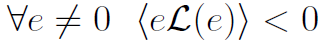 ∀e ≠ 0 ⟨e𝓛(e)⟩ < 0